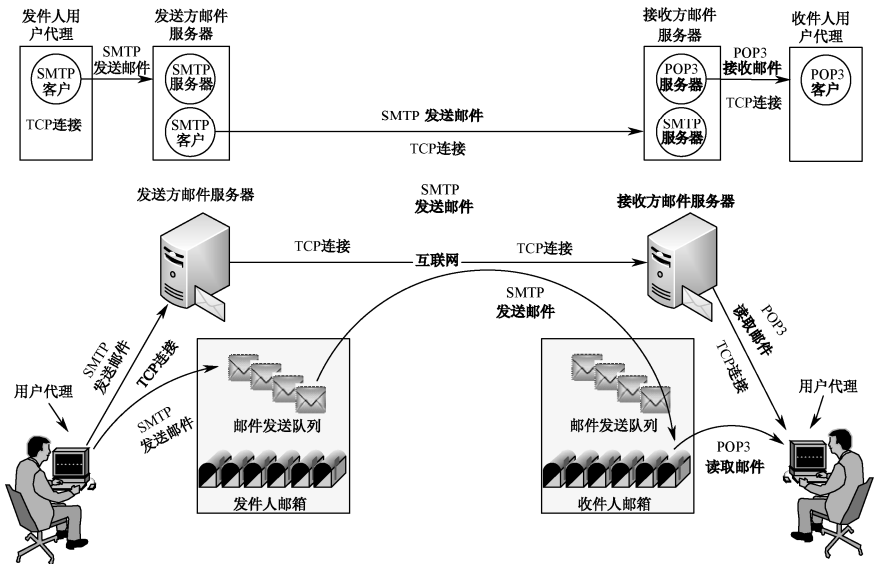 发件人用
户代理
发送方邮件
服务器
接收方邮件
服务器
收件人用
户代理
SMTP
发送邮件
SMTP
客户
TCP连接
SMTP
服务器
SMTP
客户
SMTP 发送邮件
TCP连接
POP3
服务器
SMTP
服务器
POP3
接收邮件
TCP连接
POP3
客户
发送方邮件服务器
SMTP
发送邮件
接收方邮件服务器
TCP连接
互联网
TCP连接
SMTP
发送邮件
SMTP
发送邮件
TCP连接
SMTP
发送邮件
用户代理
邮件发送队列
发件人邮箱
邮件发送队列
收件人邮箱
POP3
读取邮件
TCP连接
POP3
读取邮件
用户代理